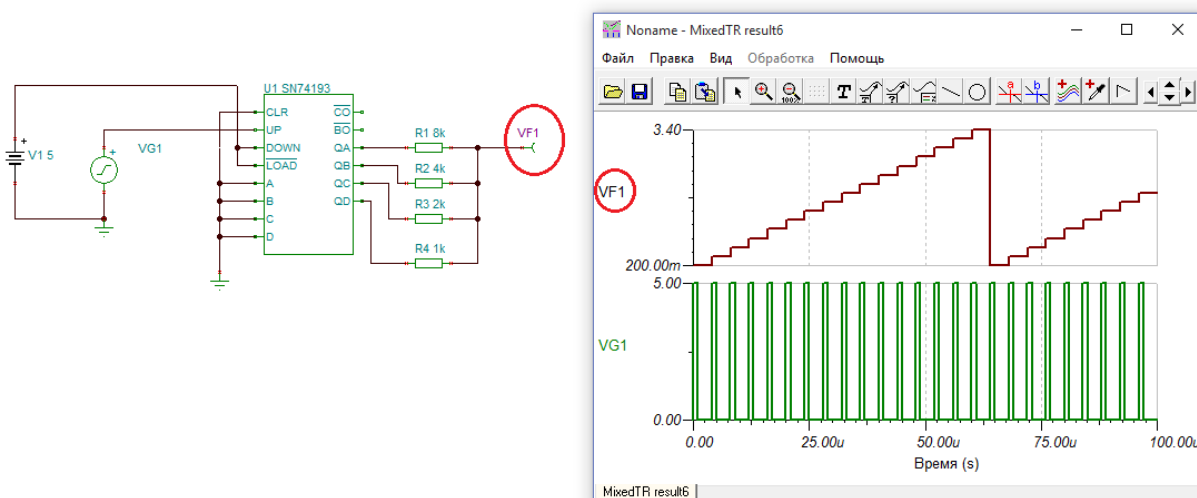 U1 SN74193
CLR
UP
DOWN
LOAD
A
B
C
D
CO
BO
QA
QB
QC
QD
V1 5
VG1
R1 8k
R2 4k
R3 2k
R4 1k
VF1
Noname - MixedTR result6
Файл Правка Вид Обработка Помощь
100%
T
a
b
3.40
VF1
200.00m
5.00
VG1
0.00
0.00 25.00u 50.00u 75.00u 100.00u
Время (s)
MixedTR result6